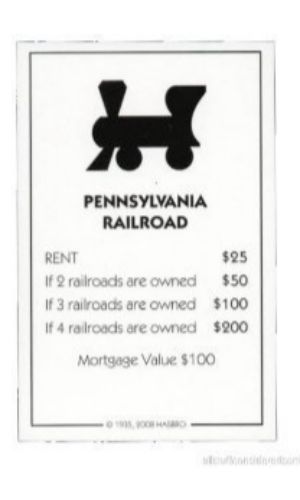 PENNSYLVANIA
RAILROAD
RENT $25
If 2 railroads are owned $50
If 3 railroads are owned $100
If 4 railroads are owned $200
Mortgage Value $100
© 1935, 2008 HASBRO